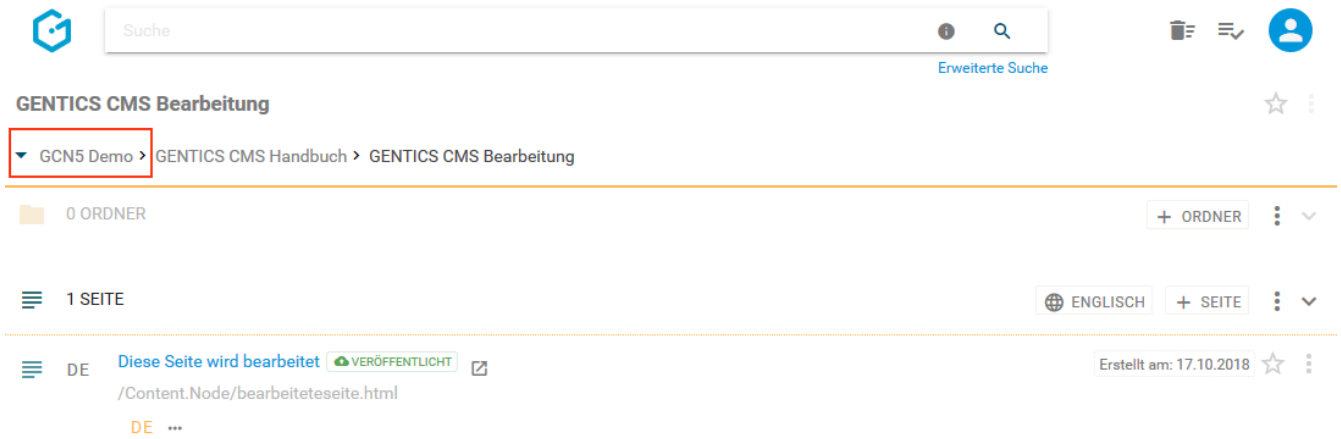 Suche
Erweiterte Suche
GENTICS CMS Bearbeitung
GCN5 Demo > GENTICS CMS Handbuch > GENTICS CMS Bearbeitung
0 ORDNER + ORDNER
1 SEITE ENGLISCH + SEITE
DE Diese Seite wird bearbeitet VERÖFFENTLICHT Erstellt am: 17.10.2018
/Content.Node/bearbeiteteseite.html
DE ...